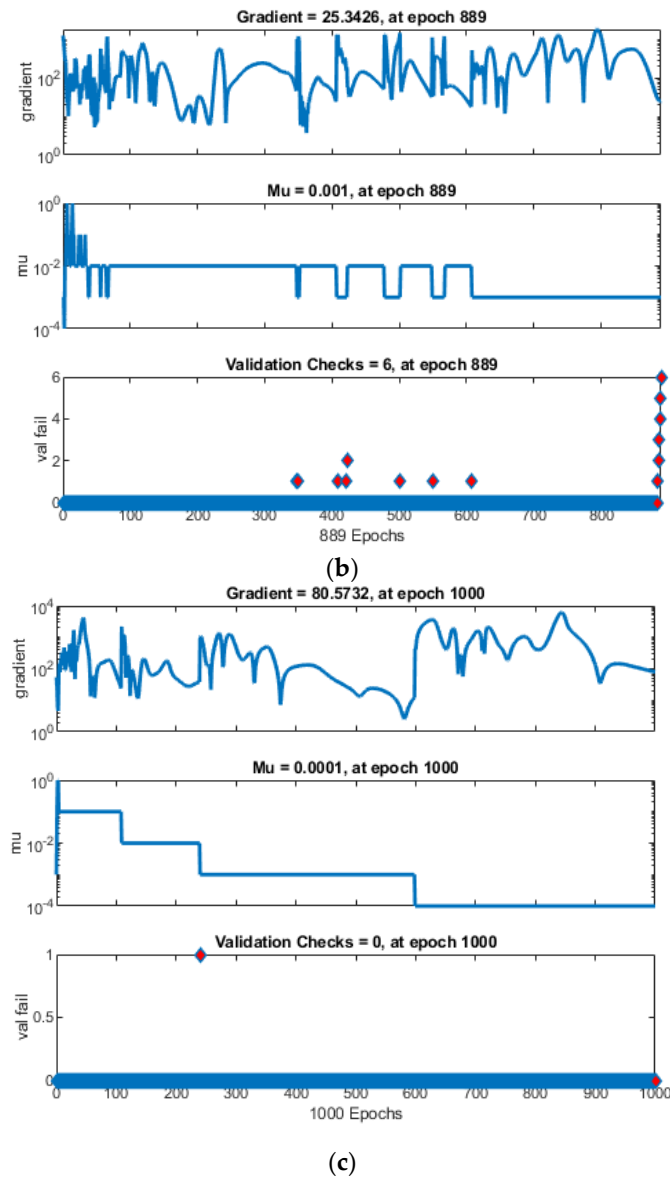 Gradient = 25.3426, at epoch 889
gradient
10^2
10^0
Mu = 0.001, at epoch 889
mu
10^0
10^-2
10^-4
Validation Checks = 6, at epoch 889
val fail
6
4
2
0
0 100 200 300 400 500 600 700 800
889 Epochs
(b)
Gradient = 80.5732, at epoch 1000
gradient
10^4
10^2
10^0
Mu = 0.0001, at epoch 1000
mu
10^0
10^-2
10^-4
Validation Checks = 0, at epoch 1000
val fail
1
0.5
0
0 100 200 300 400 500 600 700 800 900 1000
1000 Epochs
(c)